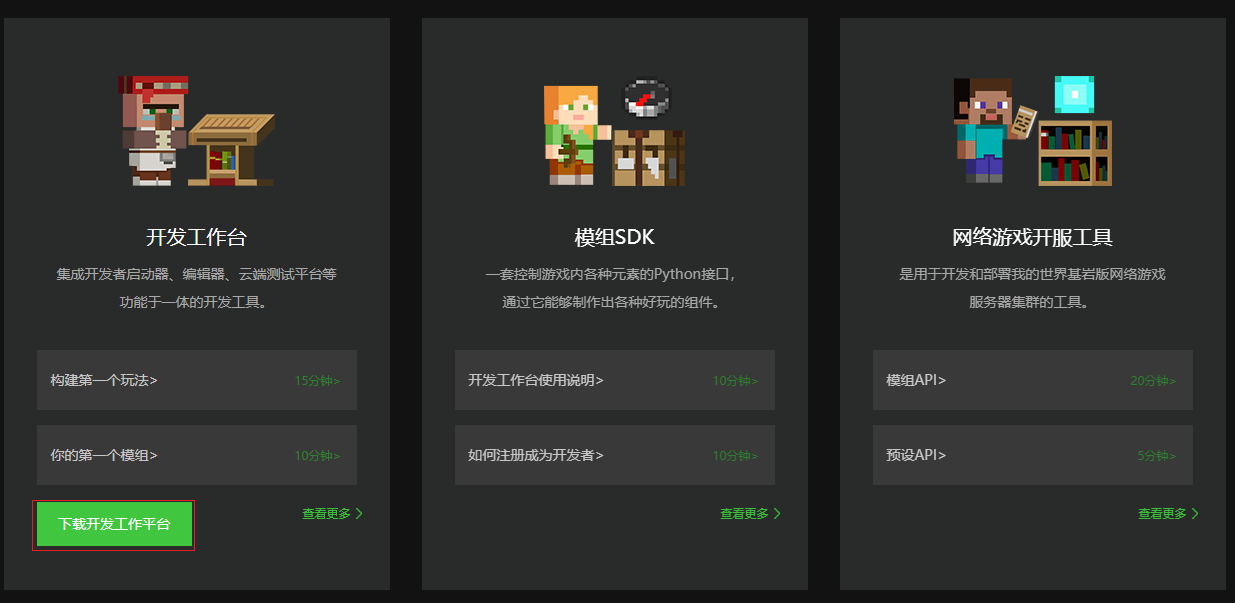 开发工作台
集成开发者启动器、编辑器、云端测试平台等
功能于一体的开发工具。
构建第一个玩法>
15分钟>
你的第一个模组>
10分钟>
下载开发工作平台
查看更多 >
模组SDK
一套控制游戏内各种元素的Python接口，
通过它能够制作出各种好玩的组件。
开发工作台使用说明>
10分钟>
如何注册成为开发者>
10分钟>
查看更多 >
网络游戏开服工具
是用于开发和部署我的世界基岩版网络游戏
服务器集群的工具。
模组API>
20分钟>
预设API>
5分钟>
查看更多 >